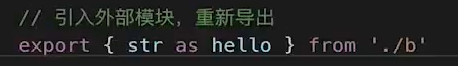 // 引入外部模块，重新导出
export { str as hello } from './b'